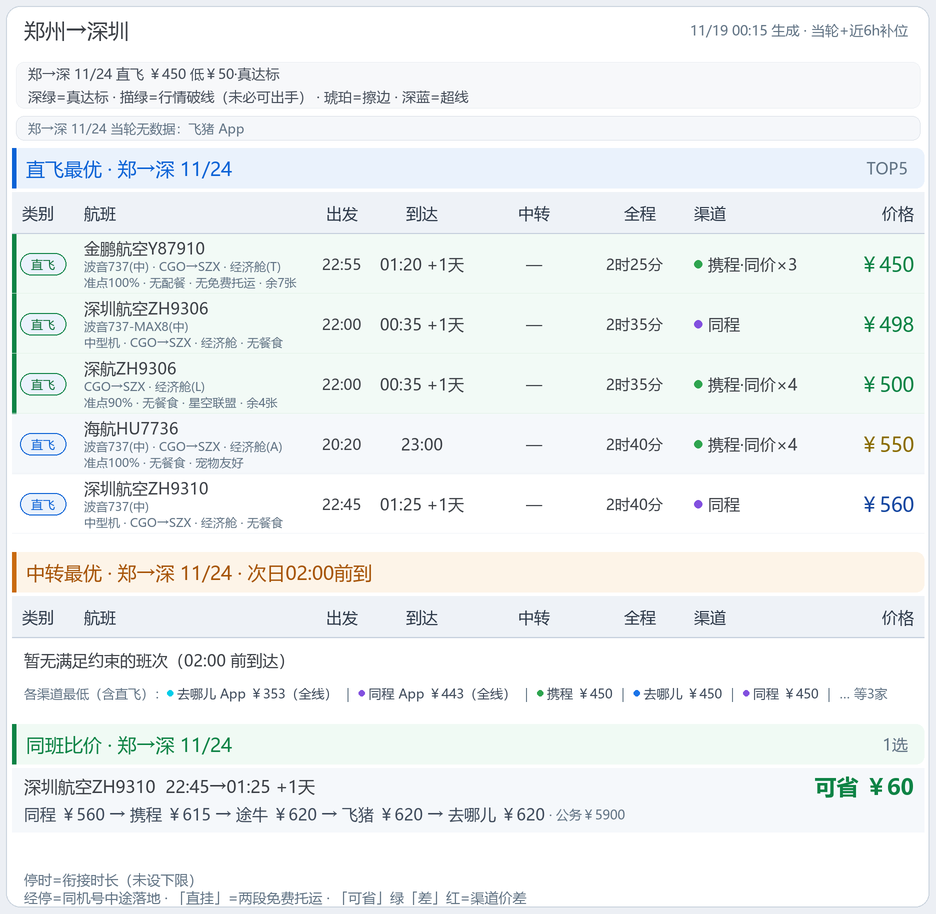 郑州→深圳
11/19 00:15 生成 · 当轮+近6h补位
郑→深 11/24 直飞 ¥450 低¥50·真达标
深绿=真达标 · 描绿=行情破线（未必可出手） · 琥珀=擦边 · 深蓝=超线
郑→深 11/24 当轮无数据：飞猪 App
直飞最优 · 郑→深 11/24 TOP5
类别 航班 出发 到达 中转 全程 渠道 价格
金鹏航空Y87910
直飞 波音737(中) · CGO→SZX · 经济舱(T) 22:55 01:20 +1天 — 2时25分 携程·同价×3 ¥450
准点100% · 无配餐 · 无免费托运 · 余7张
深圳航空ZH9306
直飞 波音737-MAX8(中) 22:00 00:35 +1天 — 2时35分 同程 ¥498
中型机 · CGO→SZX · 经济舱 · 无餐食
深航ZH9306
直飞 CGO→SZX · 经济舱(L) 22:00 00:35 +1天 — 2时35分 携程·同价×4 ¥500
准点90% · 无餐食 · 星空联盟 · 余4张
海航HU7736
直飞 波音737(中) · CGO→SZX · 经济舱(A) 20:20 23:00 — 2时40分 携程·同价×4 ¥550
准点100% · 无餐食 · 宠物友好
深圳航空ZH9310
直飞 波音737(中) 22:45 01:25 +1天 — 2时40分 同程 ¥560
中型机 · CGO→SZX · 经济舱 · 无餐食
中转最优 · 郑→深 11/24 · 次日02:00前到
类别 航班 出发 到达 中转 全程 渠道 价格
暂无满足约束的班次（02:00 前到达）
各渠道最低（含直飞）: 去哪儿 App ¥353（全线） | 同程 App ¥443（全线） | 携程 ¥450 | 去哪儿 ¥450 | 同程 ¥450 | … 等3家
同班比价 · 郑→深 11/24 1选
深圳航空ZH9310 22:45→01:25 +1天 可省 ¥60
同程 ¥560 → 携程 ¥615 → 途牛 ¥620 → 飞猪 ¥620 → 去哪儿 ¥620 · 公务¥5900
停时=衔接时长（未设下限）
经停=同机号中途落地 · 「直挂」=两段免费托运 · 「可省」绿「差」红=渠道价差